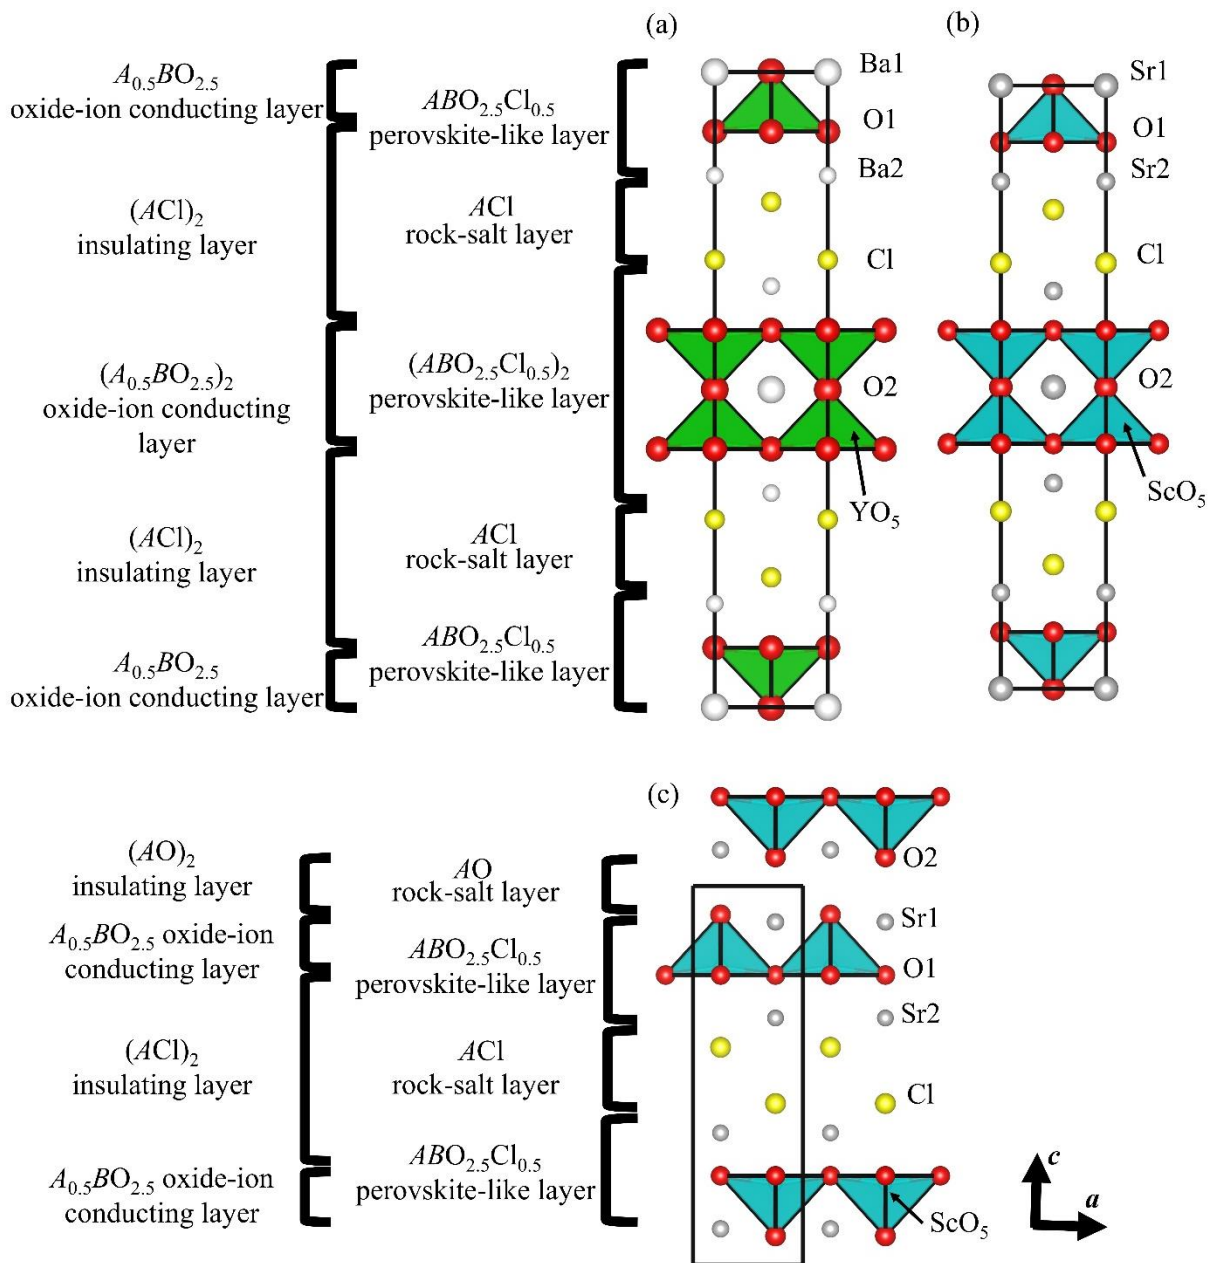 (a)
(b)
A₀.₅BO₂.₅
oxide-ion conducting layer
ABO₂.₅Cl₀.₅
perovskite-like layer
(ACl)₂
insulating layer
ACl
rock-salt layer
(A₀.₅BO₂.₅)₂
oxide-ion conducting
layer
(ABO₂.₅Cl₀.₅)₂
perovskite-like layer
(ACl)₂
insulating layer
ACl
rock-salt layer
A₀.₅BO₂.₅
oxide-ion conducting layer
ABO₂.₅Cl₀.₅
perovskite-like layer
Ba1
O1
Ba2
Cl
O2
YO₅
Sr1
O1
Sr2
Cl
O2
ScO₅
(c)
(AO)₂
insulating layer
AO
rock-salt layer
A₀.₅BO₂.₅ oxide-ion
conducting layer
ABO₂.₅Cl₀.₅
perovskite-like layer
(ACl)₂
insulating layer
ACl
rock-salt layer
A₀.₅BO₂.₅ oxide-ion
conducting layer
ABO₂.₅Cl₀.₅
perovskite-like layer
O2
Sr1
O1
Sr2
Cl
ScO₅
c
a